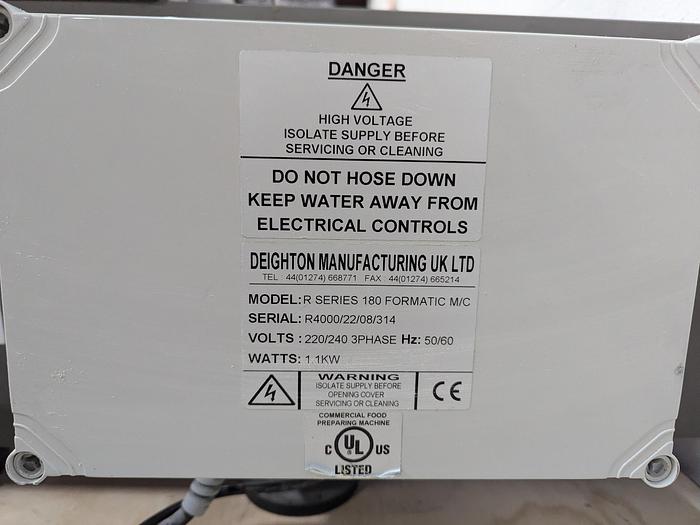 DANGER
HIGH VOLTAGE
ISOLATE SUPPLY BEFORE
SERVICING OR CLEANING
DO NOT HOSE DOWN
KEEP WATER AWAY FROM
ELECTRICAL CONTROLS
DEIGHTON MANUFACTURING UK LTD
TEL 44(01274) 668771 FAX 44(01274) 665214
MODEL: R SERIES 180 FORMATIC M/C
SERIAL: R4000/22/08/314
VOLTS : 220/240 3PHASE Hz: 50/60
WATTS: 1.1KW
WARNING
ISOLATE SUPPLY BEFORE
OPENING COVER
SERVICING OR CLEANING
CE
COMMERCIAL FOOD
PREPARING MACHINE
C UL US
LISTED